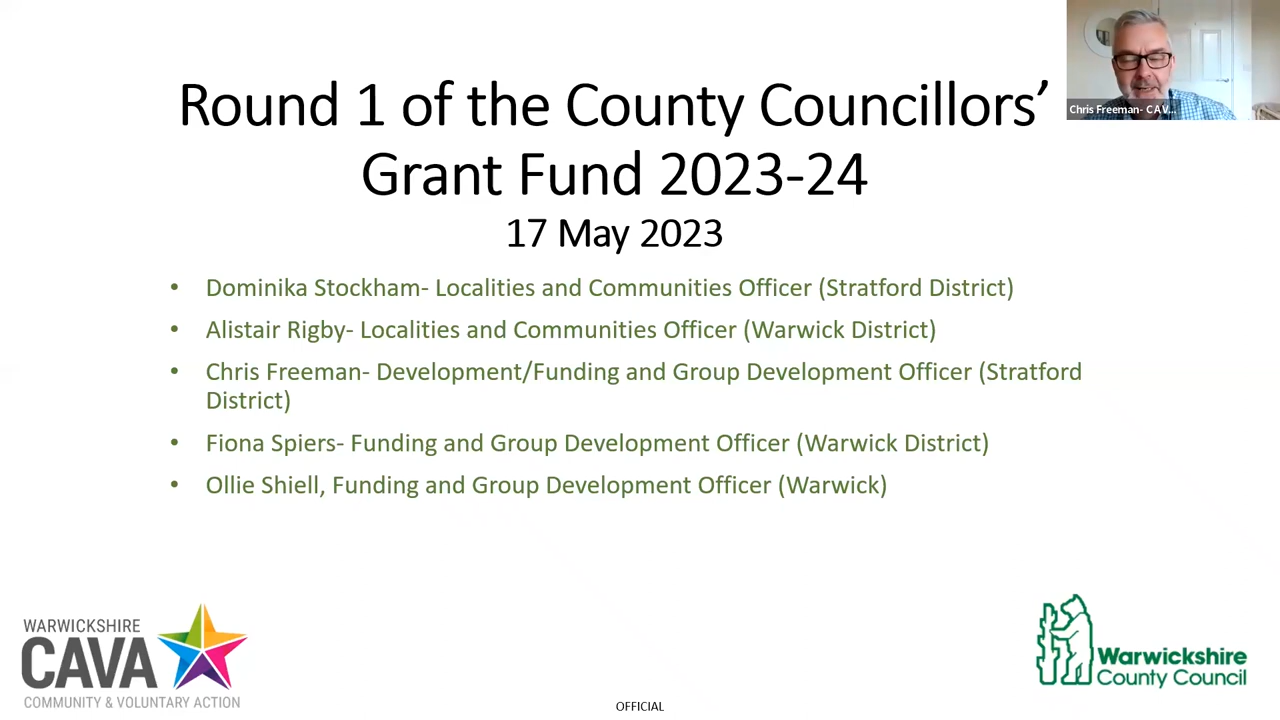 Round 1 of the County Councillors’
Grant Fund 2023-24
17 May 2023
Chris Freeman- CAV...
• Dominika Stockham- Localities and Communities Officer (Stratford District)
• Alistair Rigby- Localities and Communities Officer (Warwick District)
• Chris Freeman- Development/Funding and Group Development Officer (Stratford
District)
• Fiona Spiers- Funding and Group Development Officer (Warwick District)
• Ollie Shiell, Funding and Group Development Officer (Warwick)
WARWICKSHIRE
CAVA
COMMUNITY & VOLUNTARY ACTION
Warwickshire
County Council
OFFICIAL